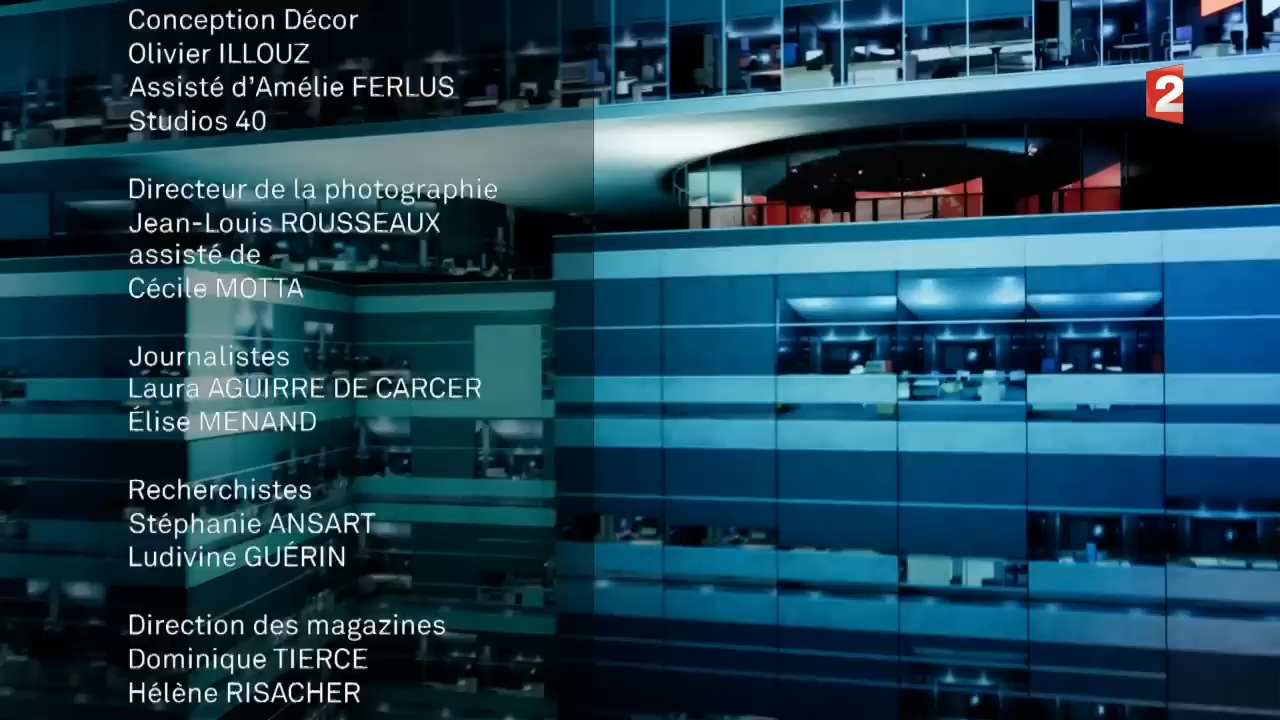 Conception Décor
Olivier ILLOUZ
Assisté d’Amélie FERLUS
Studios 40
Directeur de la photographie
Jean-Louis ROUSSEAUX
assisté de
Cécile MOTTA
Journalistes
Laura AGUIRRE DE CARCER
Élise MENAND
Recherchistes
Stéphanie ANSART
Ludivine GUÉRIN
Direction des magazines
Dominique TIERCE
Hélène RISACHER
2